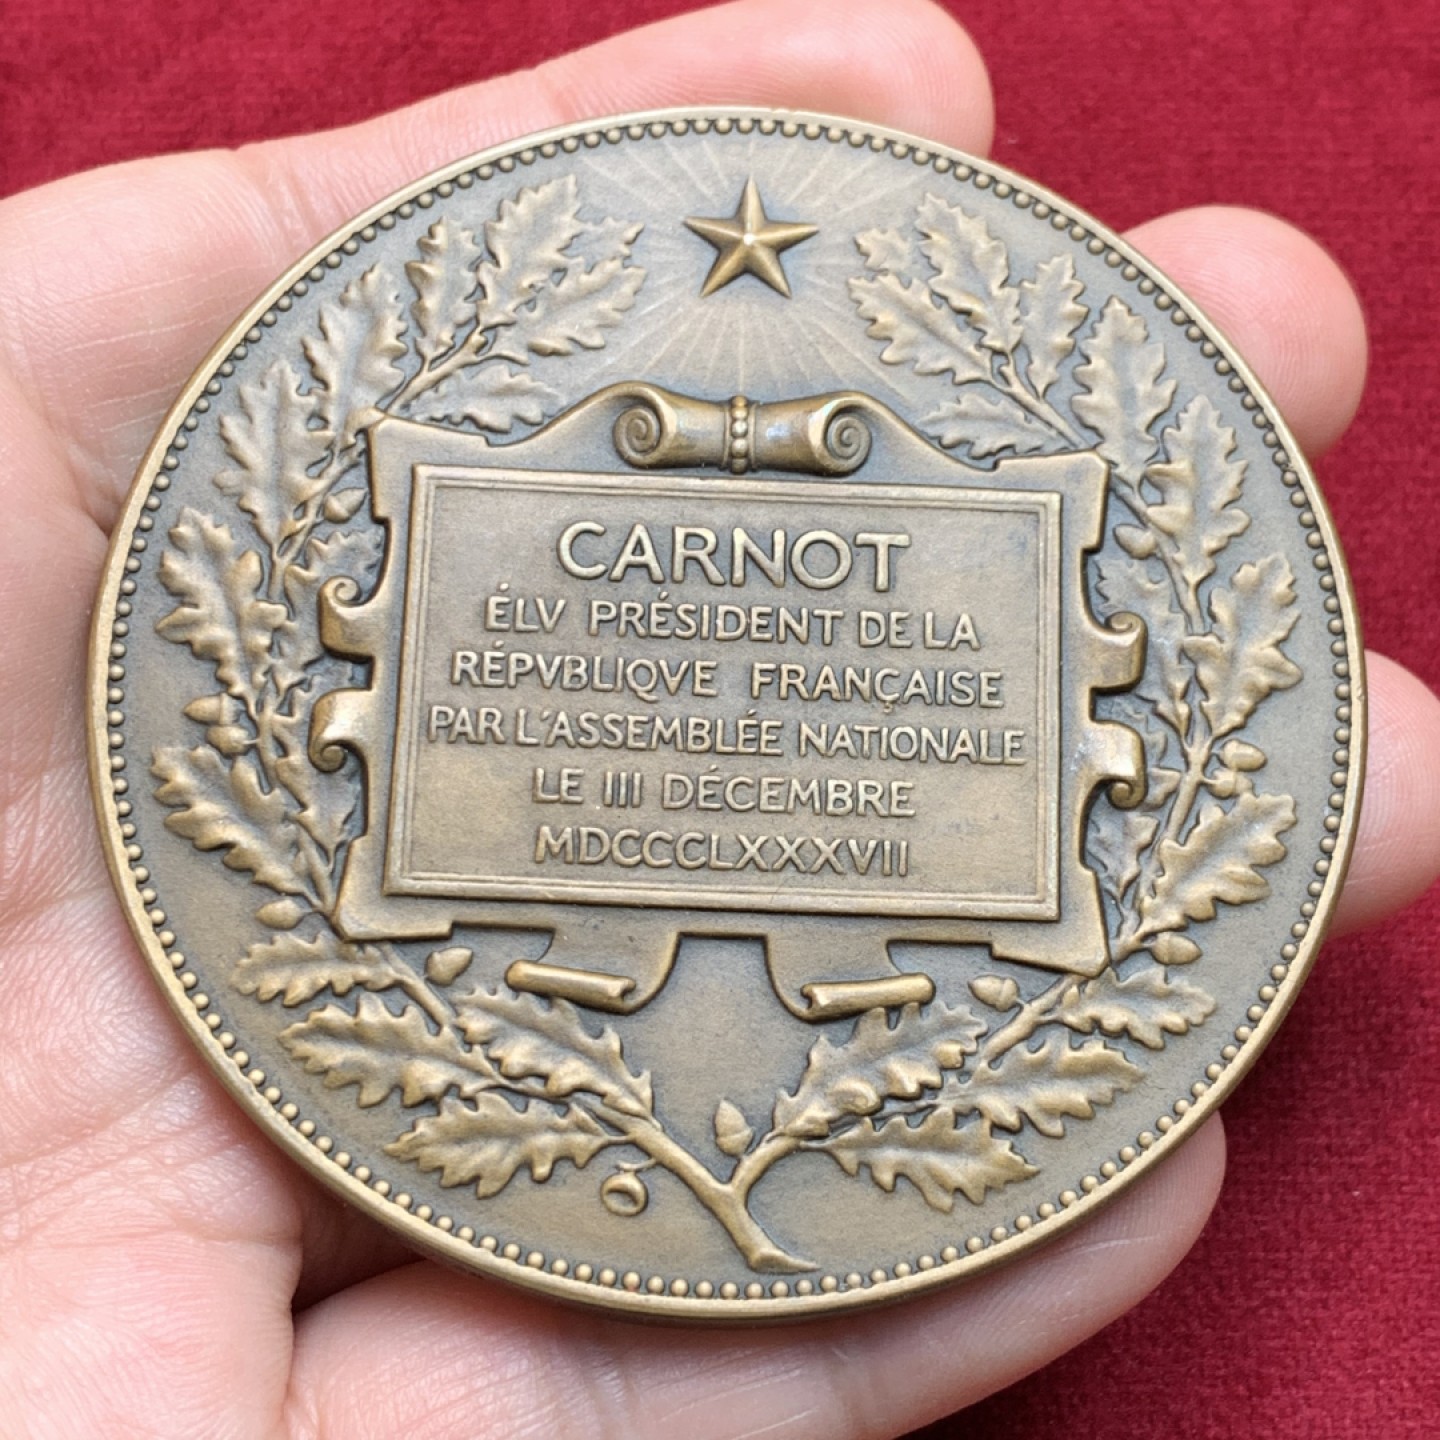 CARNOT
ÉLV PRÉSIDENT DE LA
RÉPVBLIQVE FRANÇAISE
PAR L'ASSEMBLÉE NATIONALE
LE III DÉCEMBRE
MDCCCLXXXVII